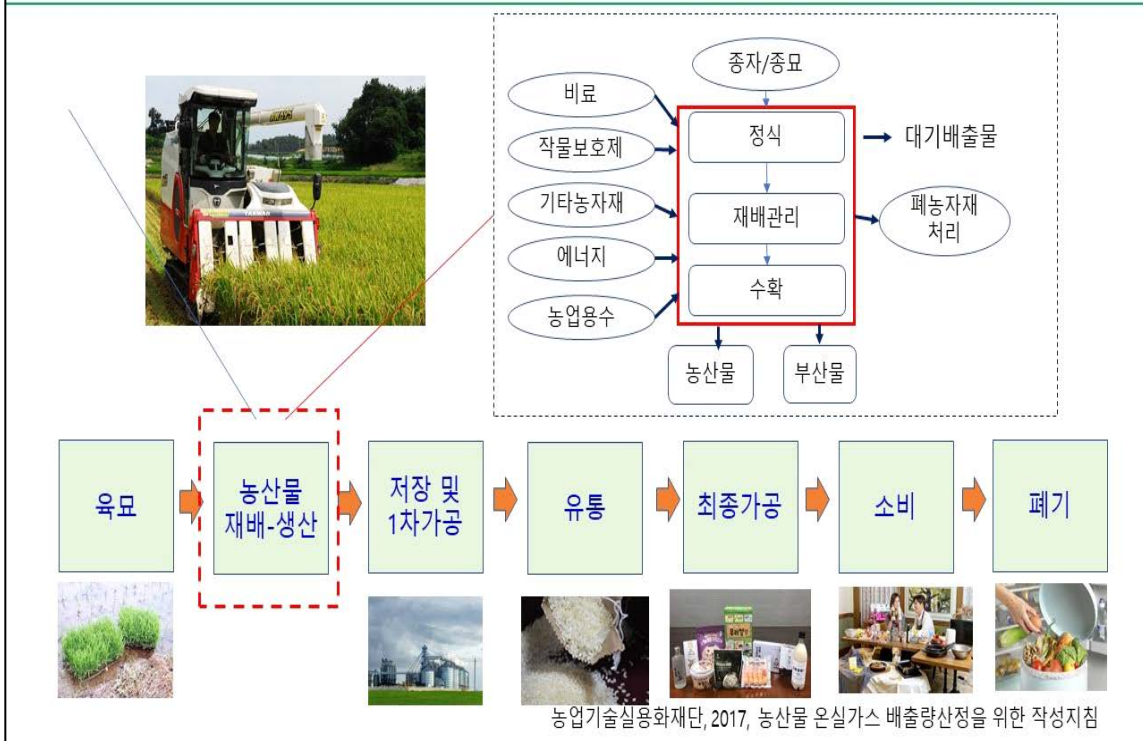 종자/종묘
비료
작물보호제
기타농자재
에너지
농업용수
정식
재배관리
수확
대기배출물
폐농자재
처리
농산물
부산물
육묘
농산물
재배-생산
저장 및
1차가공
유통
최종가공
소비
폐기
농업기술실용화재단, 2017, 농산물 온실가스 배출량산정을 위한 작성지침